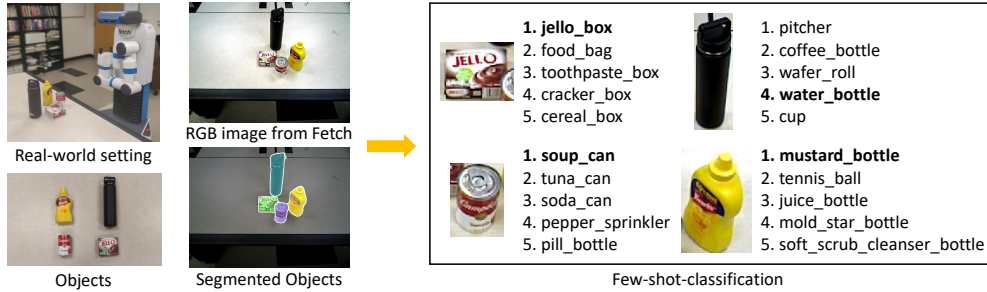 fetch
Real-world setting
RGB image from Fetch
Objects
Segmented Objects
JELLO
1. jello_box
2. food_bag
3. toothpaste_box
4. cracker_box
5. cereal_box
1. pitcher
2. coffee_bottle
3. wafer_roll
4. water_bottle
5. cup
Campbell's
1. soup_can
2. tuna_can
3. soda_can
4. pepper_sprinkler
5. pill_bottle
1. mustard_bottle
2. tennis_ball
3. juice_bottle
4. mold_star_bottle
5. soft_scrub_cleanser_bottle
Few-shot-classification